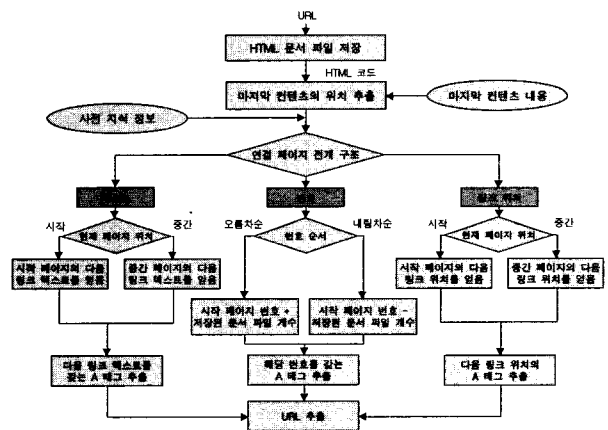 URL
HTML 문서 파일 저장
HTML 코드
마지막 컨텐츠의 위치 추출
마지막 컨텐츠 내용
사전 지식 정보
연결 페이지 전개 구조
링크 위치
시작
현재 페이지 위치
중간
오름차순
번호 순서
내림차순
시작
현재 페이지 위치
중간
시작 페이지의 다음
링크 텍스트를 얻음
중간 페이지의 다음
링크 텍스트를 얻음
시작 페이지 번호 +
저장된 문서 파일 개수
시작 페이지 번호 -
저장된 문서 파일 개수
시작 페이지의 다음
링크 위치를 얻음
중간 페이지의 다음
링크 위치를 얻음
다음 링크 텍스트를
갖는 A 태그 추출
해당 번호를 갖는
A 태그 추출
다음 링크 위치의
A 태그 추출
URL 추출